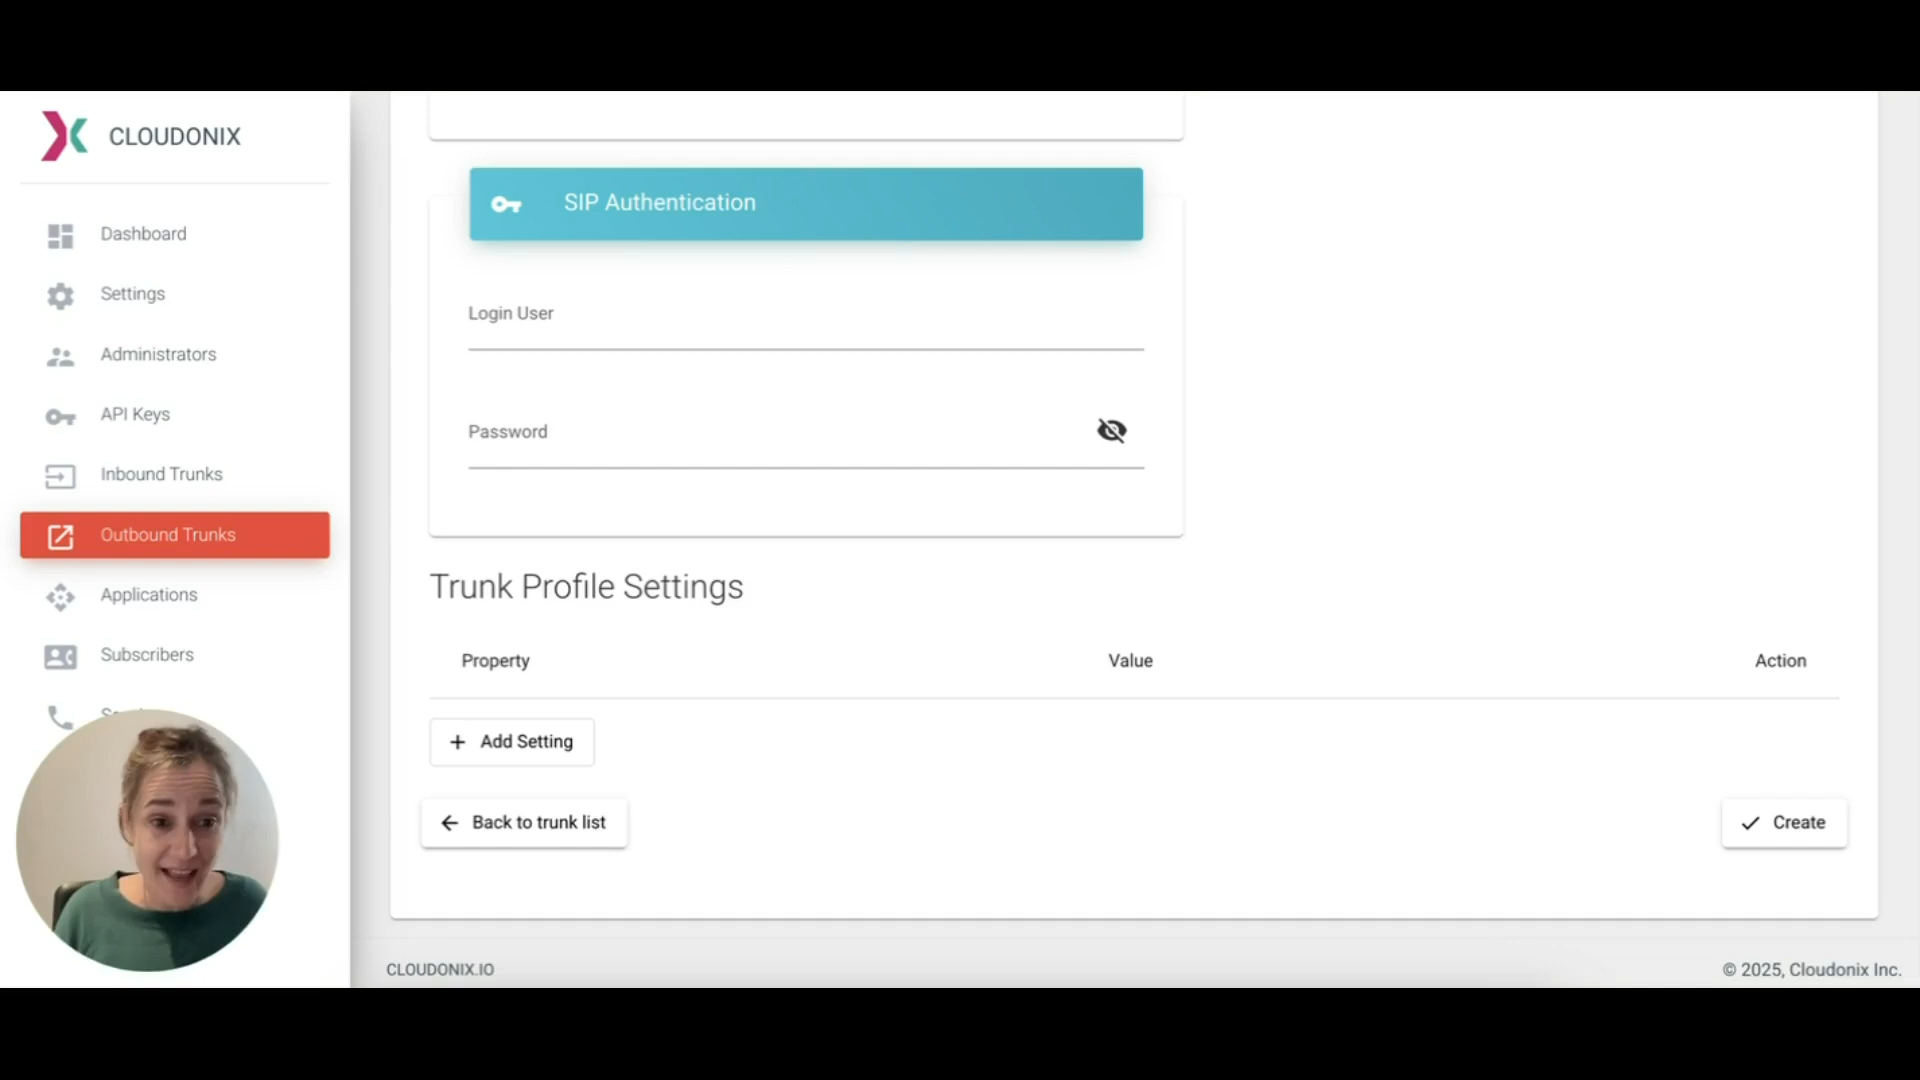 CLOUDONIX
Dashboard
Settings
Administrators
API Keys
Inbound Trunks
Outbound Trunks
Applications
Subscribers
SIP Authentication
Login User
Password
Trunk Profile Settings
Property Value Action
+ Add Setting
Back to trunk list
Create
CLOUDONIX.IO
© 2025, Cloudonix Inc.